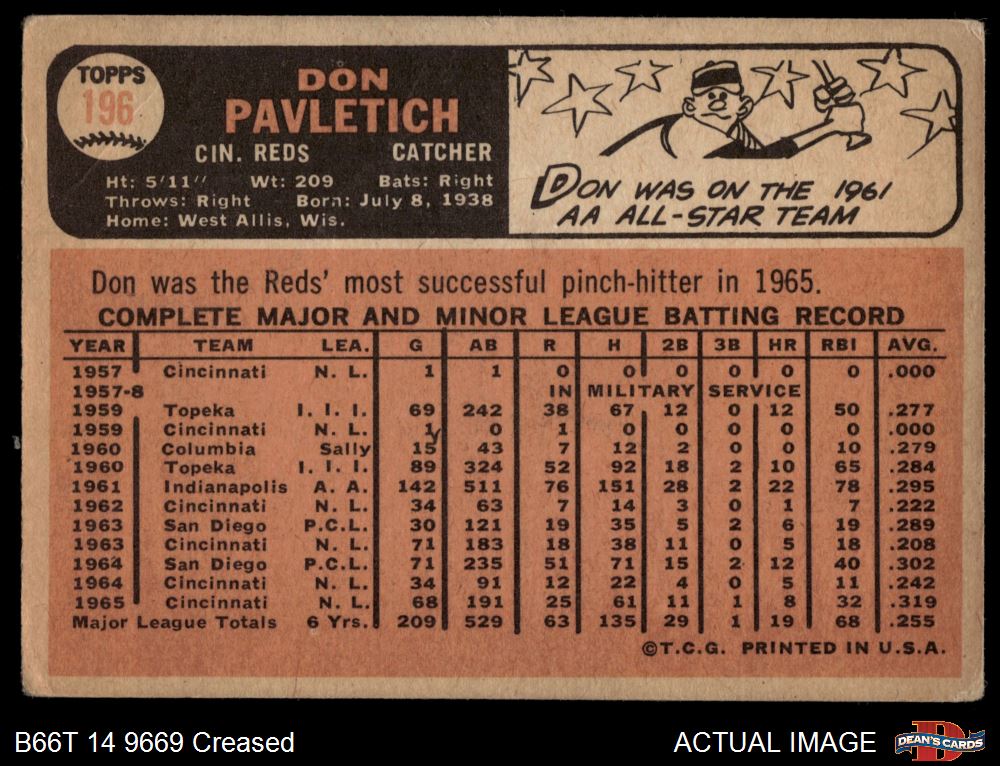 TOPPS
196
DON
PAVLETICH
CIN. REDS CATCHER
Ht: 5'11" Wt: 209 Bats: Right
Throws: Right Born: July 8, 1938
Home: West Allis, Wis.
DON WAS ON THE 1961
AA ALL-STAR TEAM
Don was the Reds' most successful pinch-hitter in 1965.
COMPLETE MAJOR AND MINOR LEAGUE BATTING RECORD
YEAR TEAM LEA. G AB R H 2B 3B HR RBI AVG.
1957 Cincinnati N. L. 1 1 0 0 0 0 0 0 .000
1957-8 IN MILITARY SERVICE
1959 Topeka I. I. I. 69 242 38 67 12 0 12 50 .277
1959 Cincinnati N. L. 1 0 1 0 0 0 0 0 .000
1960 Columbia Sally 15 43 7 12 2 0 0 10 .279
1960 Topeka I. I. I. 89 324 52 92 18 2 10 65 .284
1961 Indianapolis A. A. 142 511 76 151 28 2 22 78 .295
1962 Cincinnati N. L. 34 63 7 14 3 0 1 7 .222
1963 San Diego P.C.L. 30 121 19 35 5 2 6 19 .289
1963 Cincinnati N. L. 71 183 18 38 11 0 5 18 .208
1964 San Diego P.C.L. 71 235 51 71 15 2 12 40 .302
1964 Cincinnati N. L. 34 91 12 22 4 0 5 11 .242
1965 Cincinnati N. L. 68 191 25 61 11 1 8 32 .319
Major League Totals 6 Yrs. 209 529 63 135 29 1 19 68 .255
©T.C.G. PRINTED IN U.S.A.
B66T 14 9669 Creased
ACTUAL IMAGE
DEAN'S CARDS